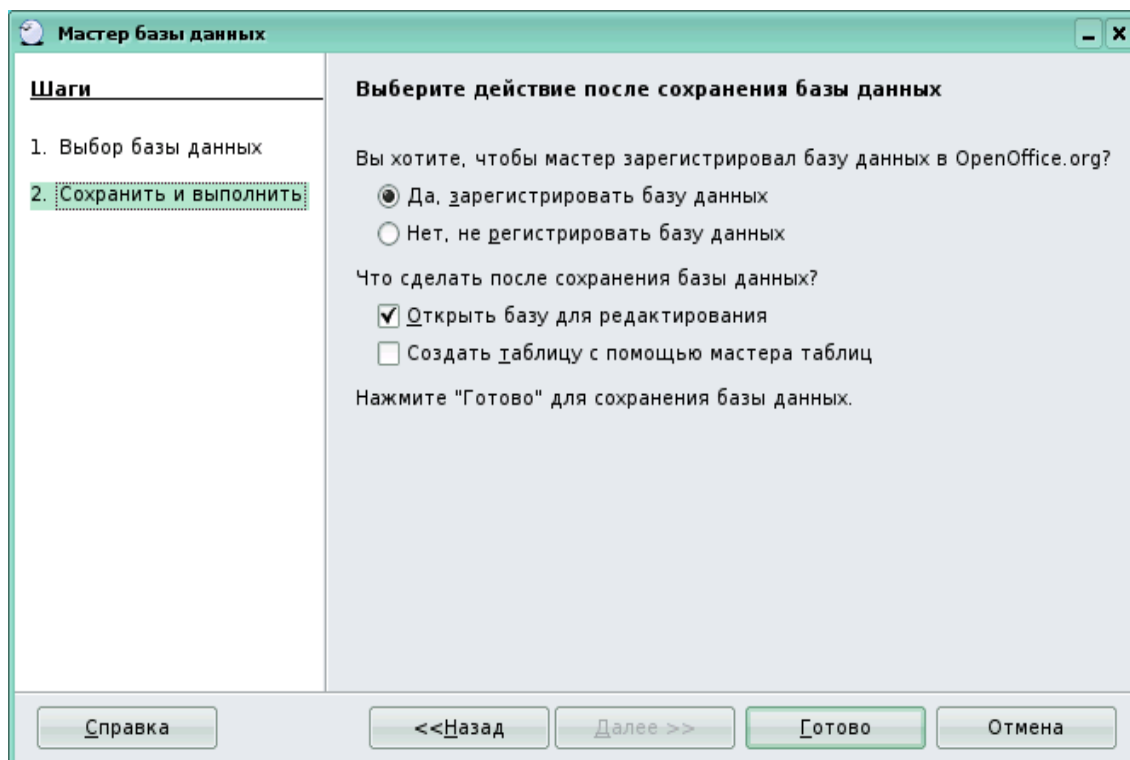 Мастер базы данных
Шаги
1. Выбор базы данных
2. Сохранить и выполнить
Выберите действие после сохранения базы данных
Вы хотите, чтобы мастер зарегистрировал базу данных в OpenOffice.org?
Да, зарегистрировать базу данных
Нет, не регистрировать базу данных
Что сделать после сохранения базы данных?
Открыть базу для редактирования
Создать таблицу с помощью мастера таблиц
Нажмите "Готово" для сохранения базы данных.
Справка
<<Назад
Далее >>
Готово
Отмена